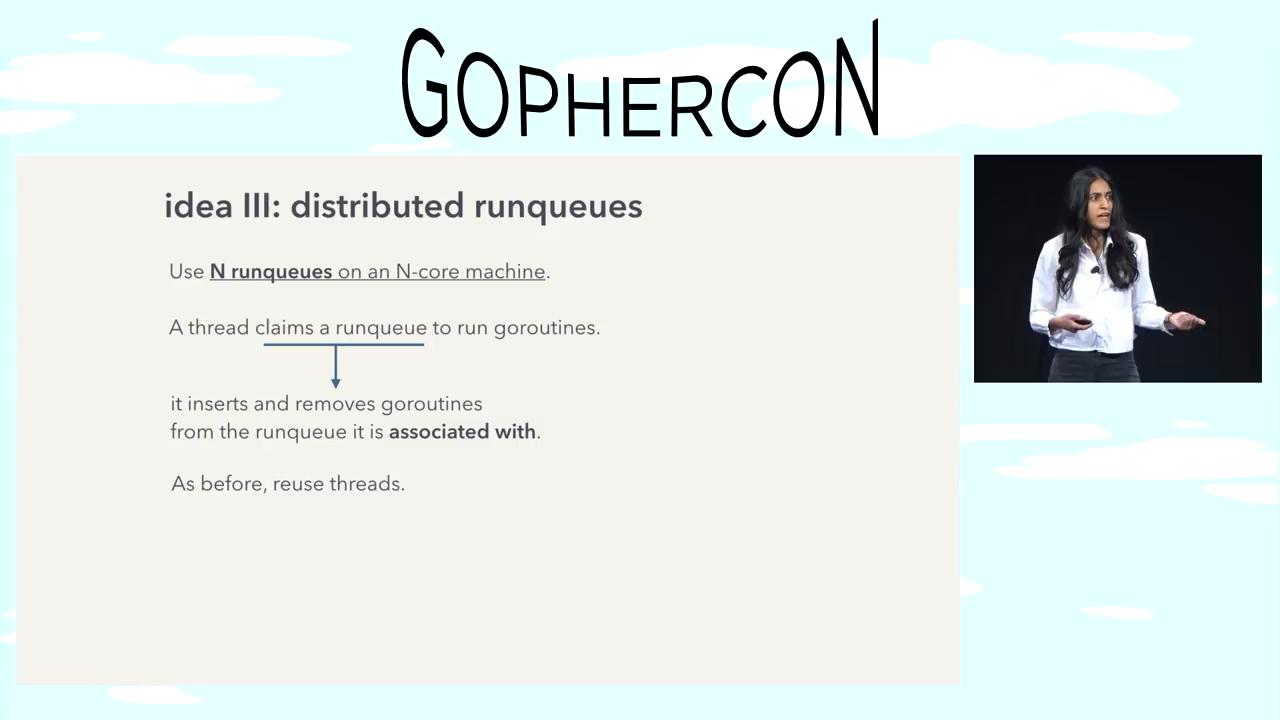 GOPHERCON
idea III: distributed runqueues
Use N runqueues on an N-core machine.
A thread claims a runqueue to run goroutines.
it inserts and removes goroutines
from the runqueue it is associated with.
As before, reuse threads.